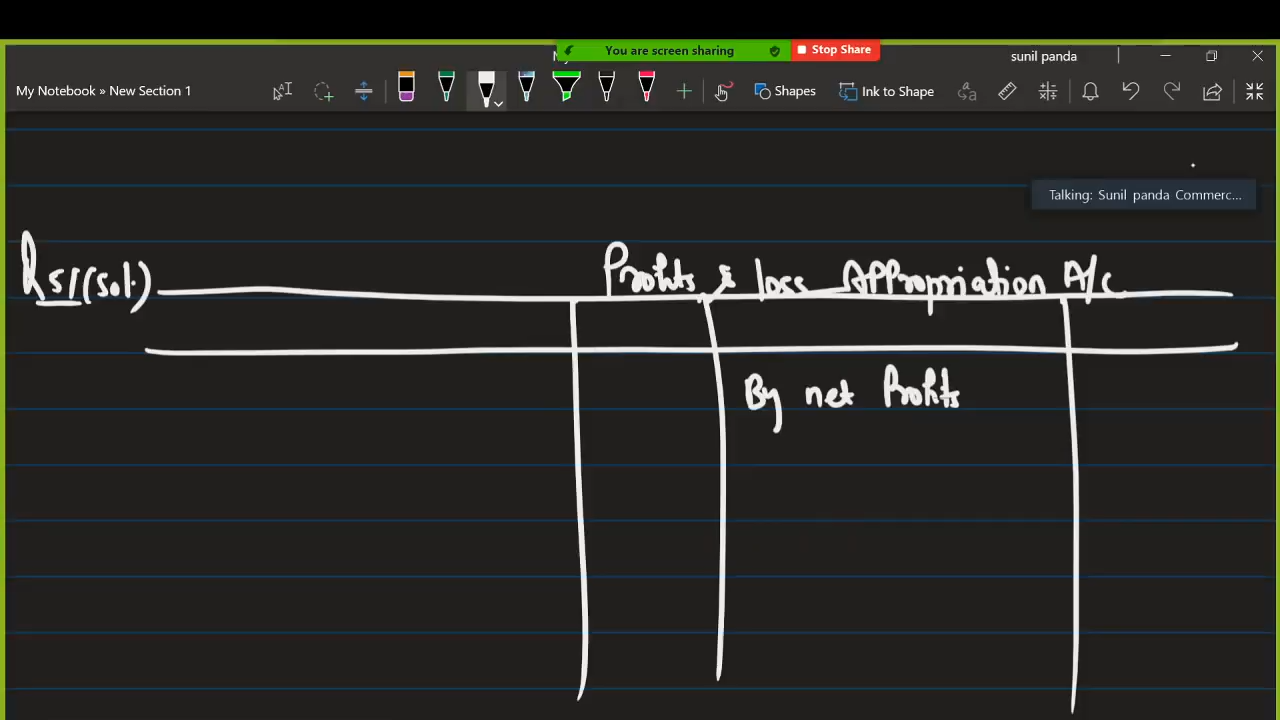 You are screen sharing
Stop Share
sunil panda
My Notebook » New Section 1
Shapes
Ink to Shape
Talking: Sunil panda Commerc...
(Sol.)
Profits & loss Appropriation A/c
By net Profits